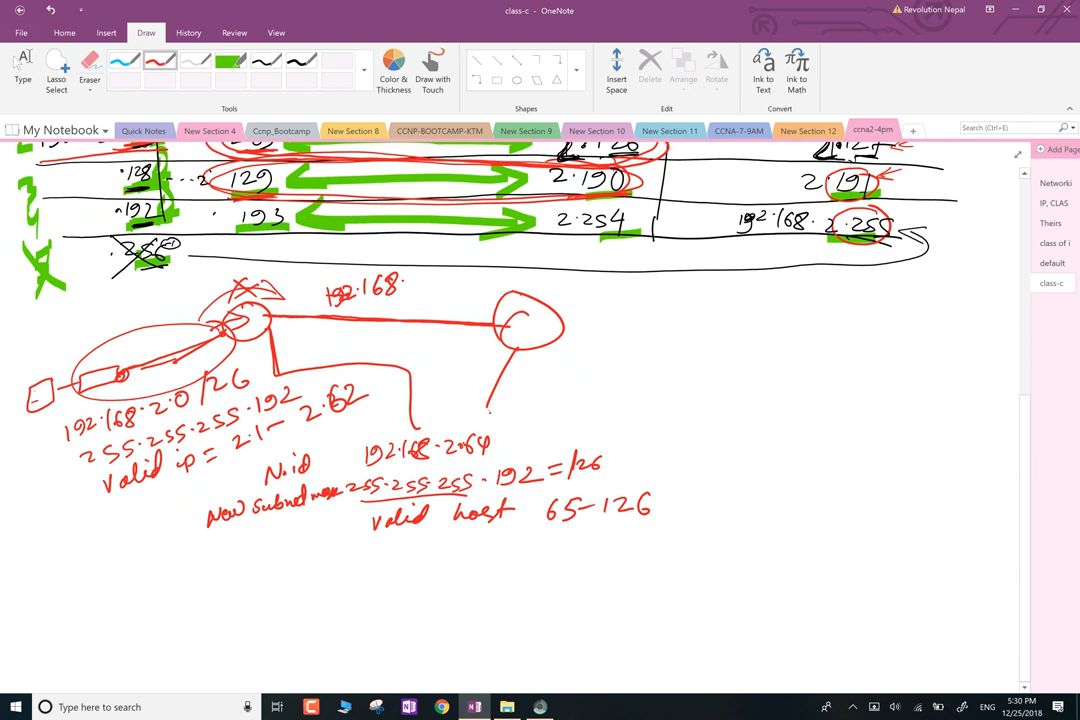 class-c - OneNote
Revolution Nepal
File Home Insert Draw History Review View
Type
Lasso Select
Eraser
Color & Thickness
Draw with Touch
Insert Space
Delete
Arrange
Rotate
Ink to Text
Ink to Math
Tools Shapes Edit Convert
My Notebook
Quick Notes New Section 4 Ccnp_Bootcamp New Section 8 CCNP-BOOTCAMP-KTM New Section 9 New Section 10 New Section 11 CCNA-7-9AM New Section 12 ccna2-4pm
Search (Ctrl+E)
Add Page
Networki
IP, CLAS
Theirs
class of i
default
class-c
.128 ...2 129 2.190 2 191
.192 . 193 2.254 192.168. 2.255
.256
192.168.
192.168.2.0/26
255.255.255.192
valid ip = 2.1 - 2.62
N.id 192.168.2.64
New subnet 255.255.255.192 = /26
valid host 65-126
Type here to search
ENG
5:30 PM
12/25/2018